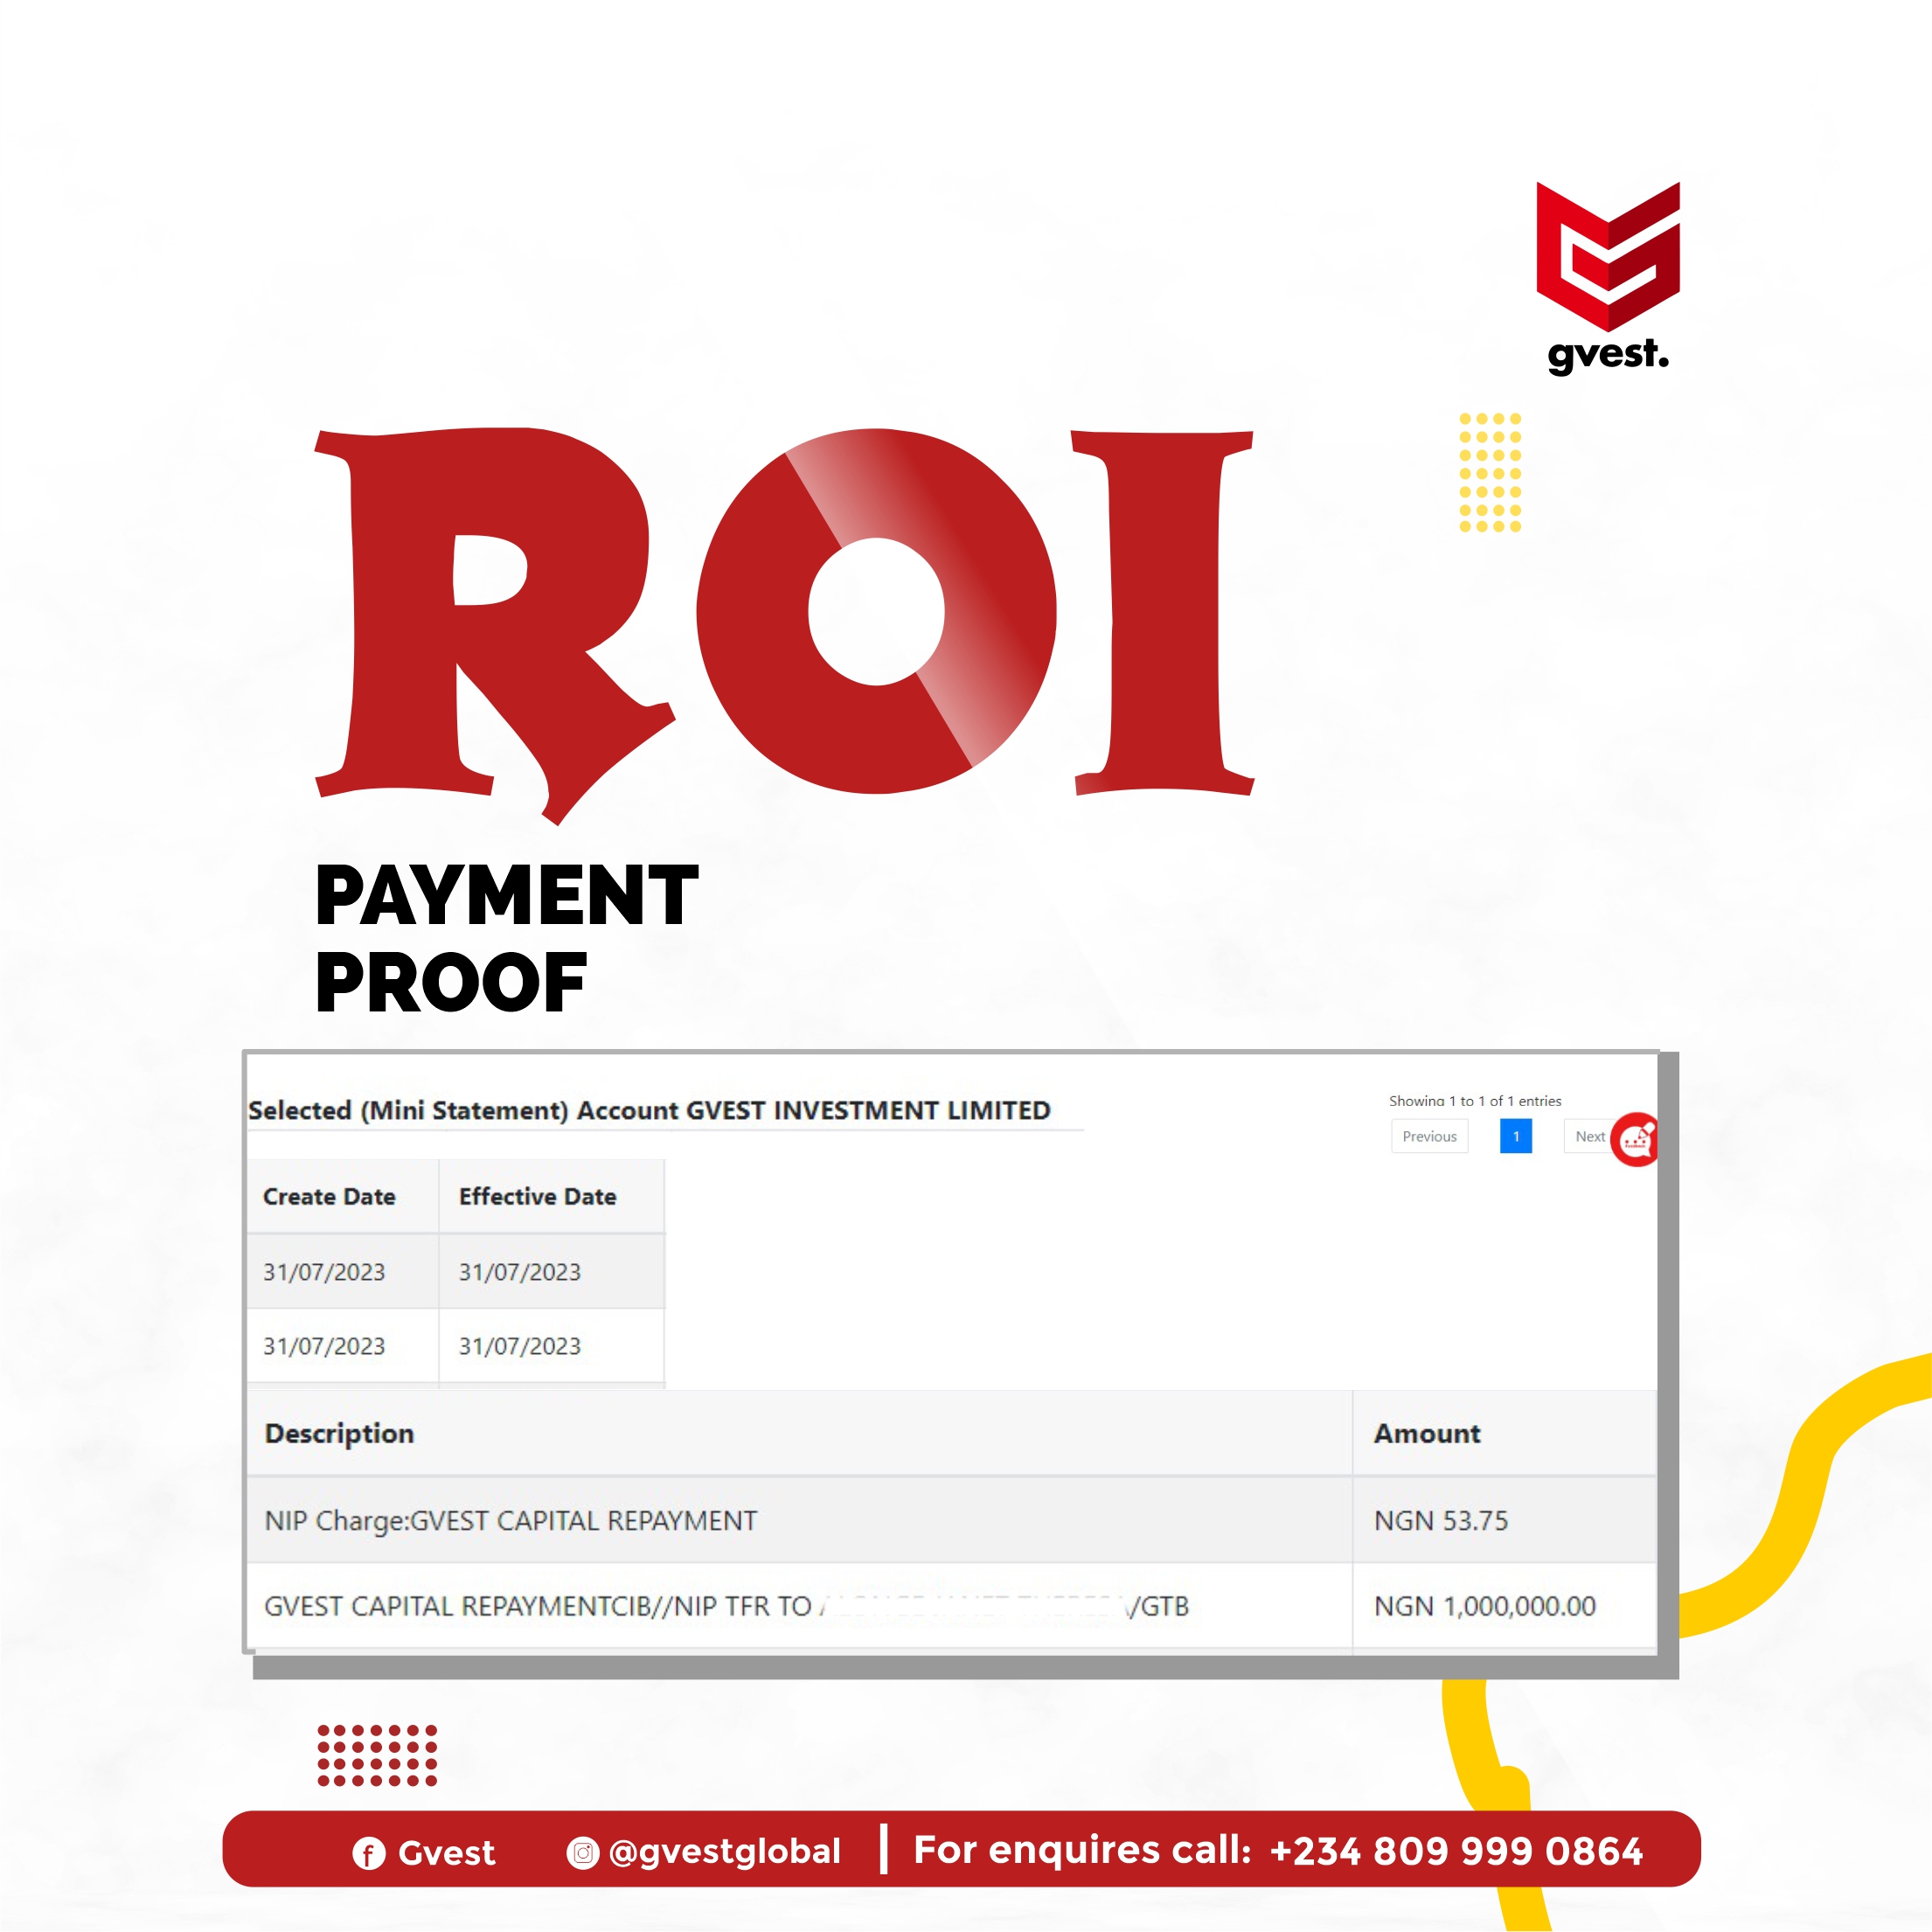 gvest.
ROI
PAYMENT
PROOF
Selected (Mini Statement) Account GVEST INVESTMENT LIMITED
Showing 1 to 1 of 1 entries
Previous 1 Next
Create Date Effective Date
31/07/2023 31/07/2023
31/07/2023 31/07/2023
Description Amount
NIP Charge:GVEST CAPITAL REPAYMENT NGN 53.75
GVEST CAPITAL REPAYMENTCIB//NIP TFR TO /GTB NGN 1,000,000.00
Gvest @gvestglobal For enquires call: +234 809 999 0864